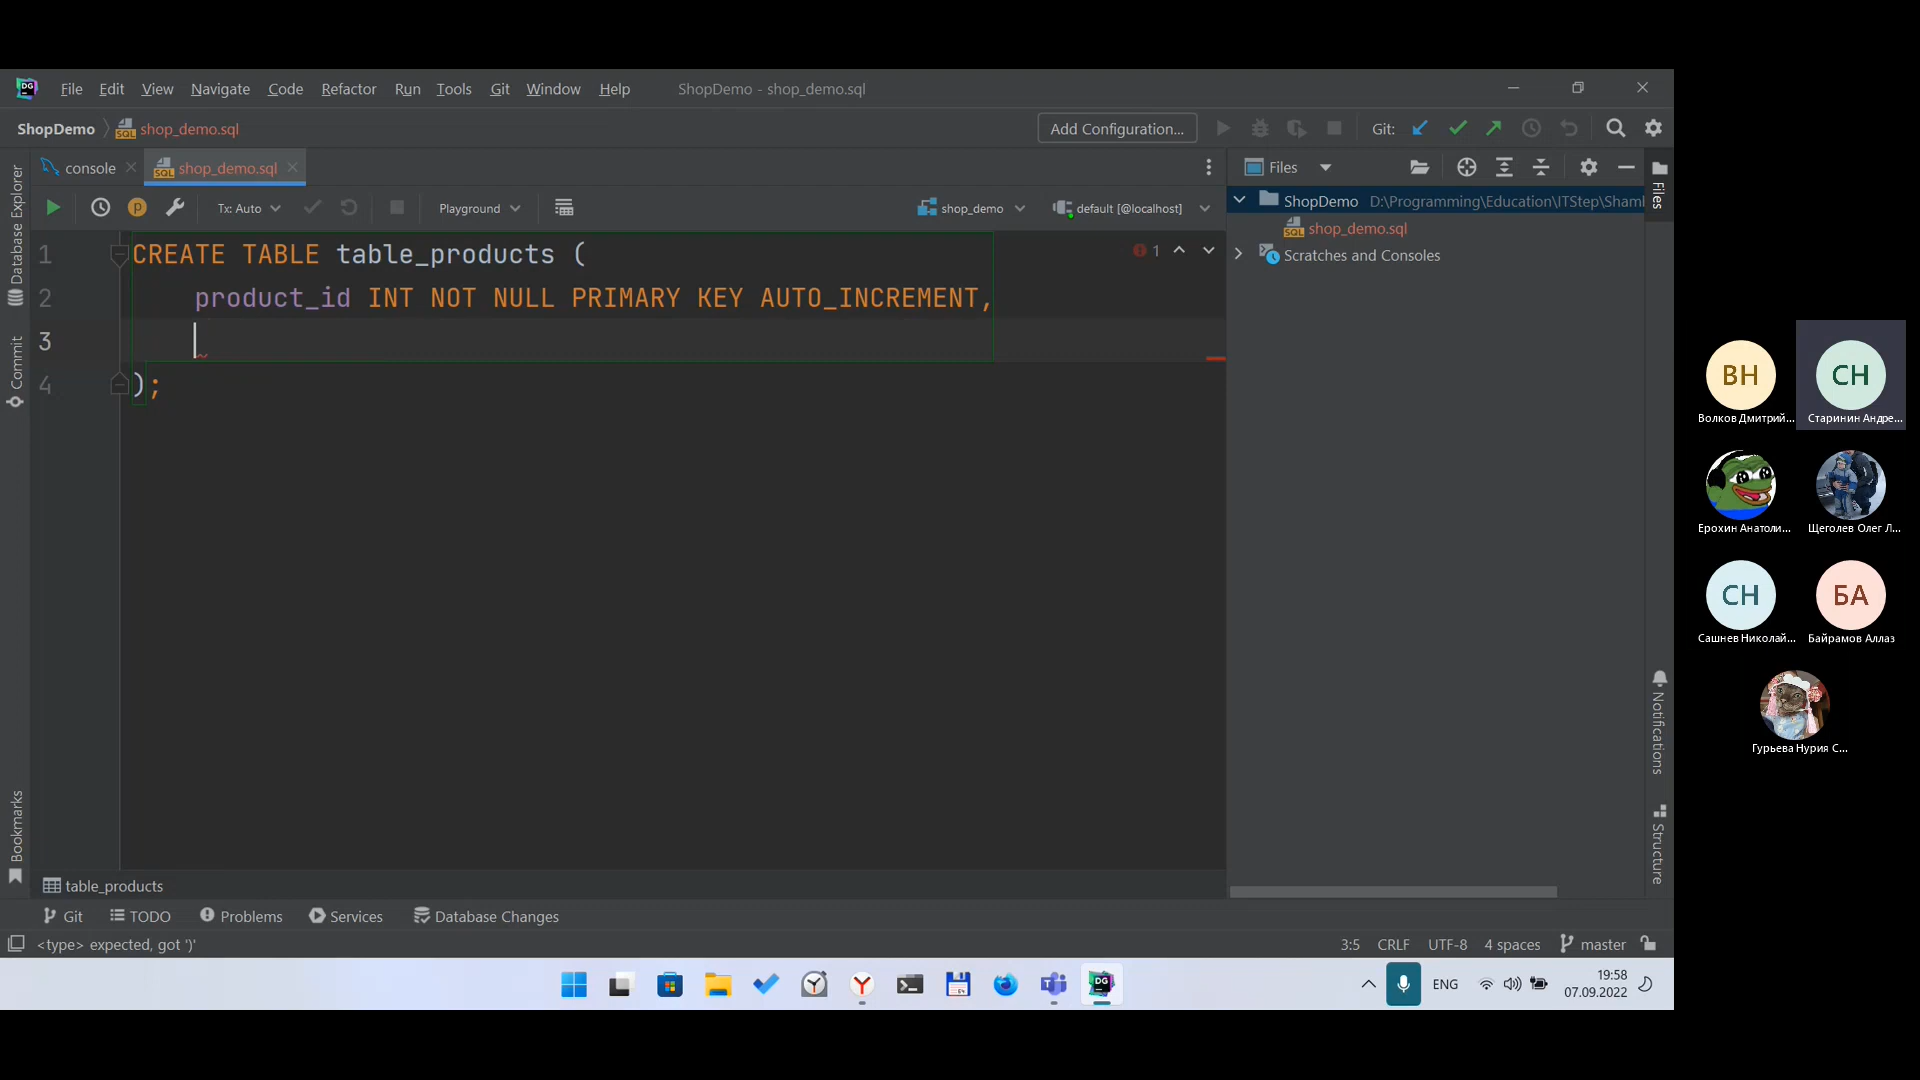 File Edit View Navigate Code Refactor Run Tools Git Window Help ShopDemo - shop_demo.sql
ShopDemo shop_demo.sql Add Configuration... Git:
console shop_demo.sql Files
Tx: Auto Playground shop_demo default [@localhost]
ShopDemo D:\Programming\Education\ITStep\Shaml
shop_demo.sql
Scratches and Consoles
1 CREATE TABLE table_products ( 1
2 product_id INT NOT NULL PRIMARY KEY AUTO_INCREMENT,
3
4 );
Database Explorer
Commit
Bookmarks
Files
Notifications
Structure
table_products
Git TODO Problems Services Database Changes
<type> expected, got ')' 3:5 CRLF UTF-8 4 spaces master
ENG 19:58
07.09.2022
ВН СН
Волков Дмитрий... Старинин Андре...
Ерохин Анатоли... Щеголев Олег Л...
СН БА
Сашнев Николай... Байрамов Аллаз
Гурьева Нурия С...